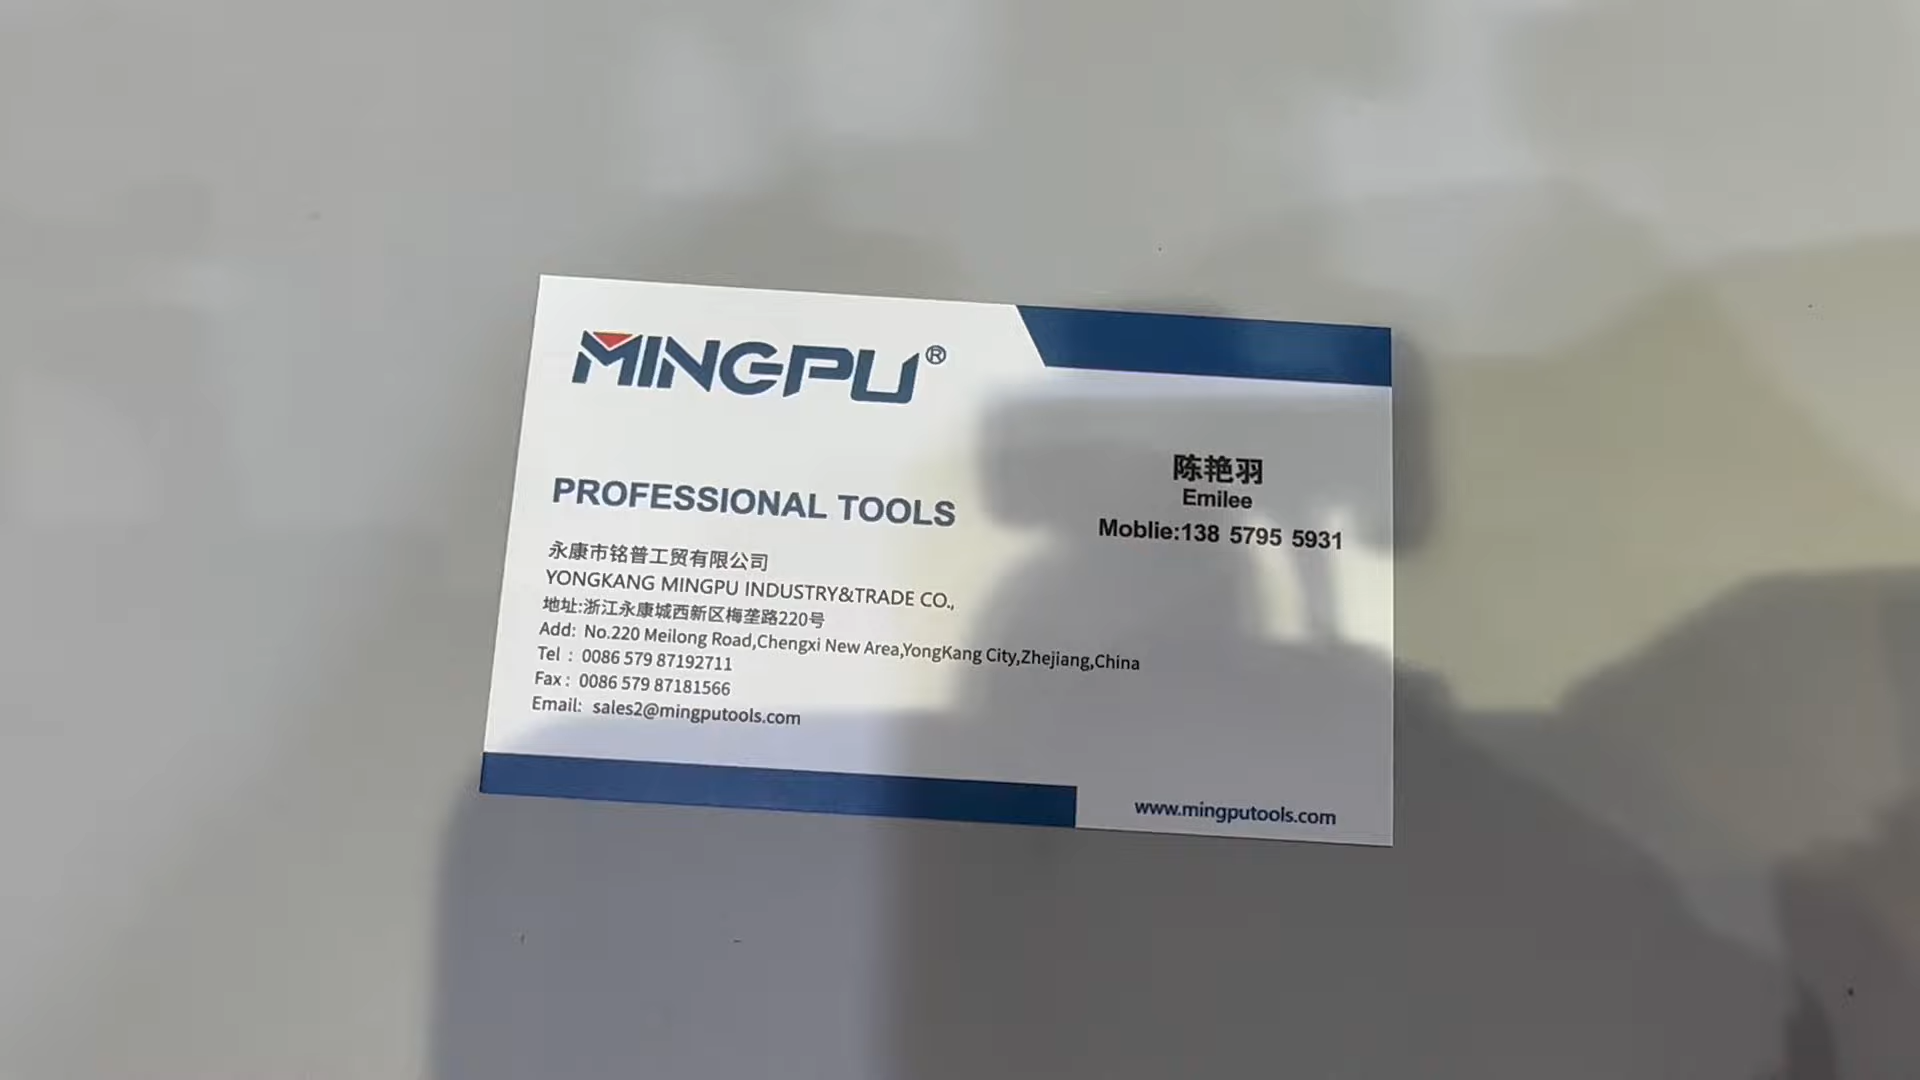 MINGPU®
PROFESSIONAL TOOLS
永康市铭普工贸有限公司
YONGKANG MINGPU INDUSTRY&TRADE CO.,
地址:浙江永康城西新区梅垄路220号
Add: No.220 Meilong Road,Chengxi New Area,YongKang City,Zhejiang,China
Tel : 0086 579 87192711
Fax : 0086 579 87181566
Email: sales2@mingputools.com
陈艳羽
Emilee
Moblie:138 5795 5931
www.mingputools.com